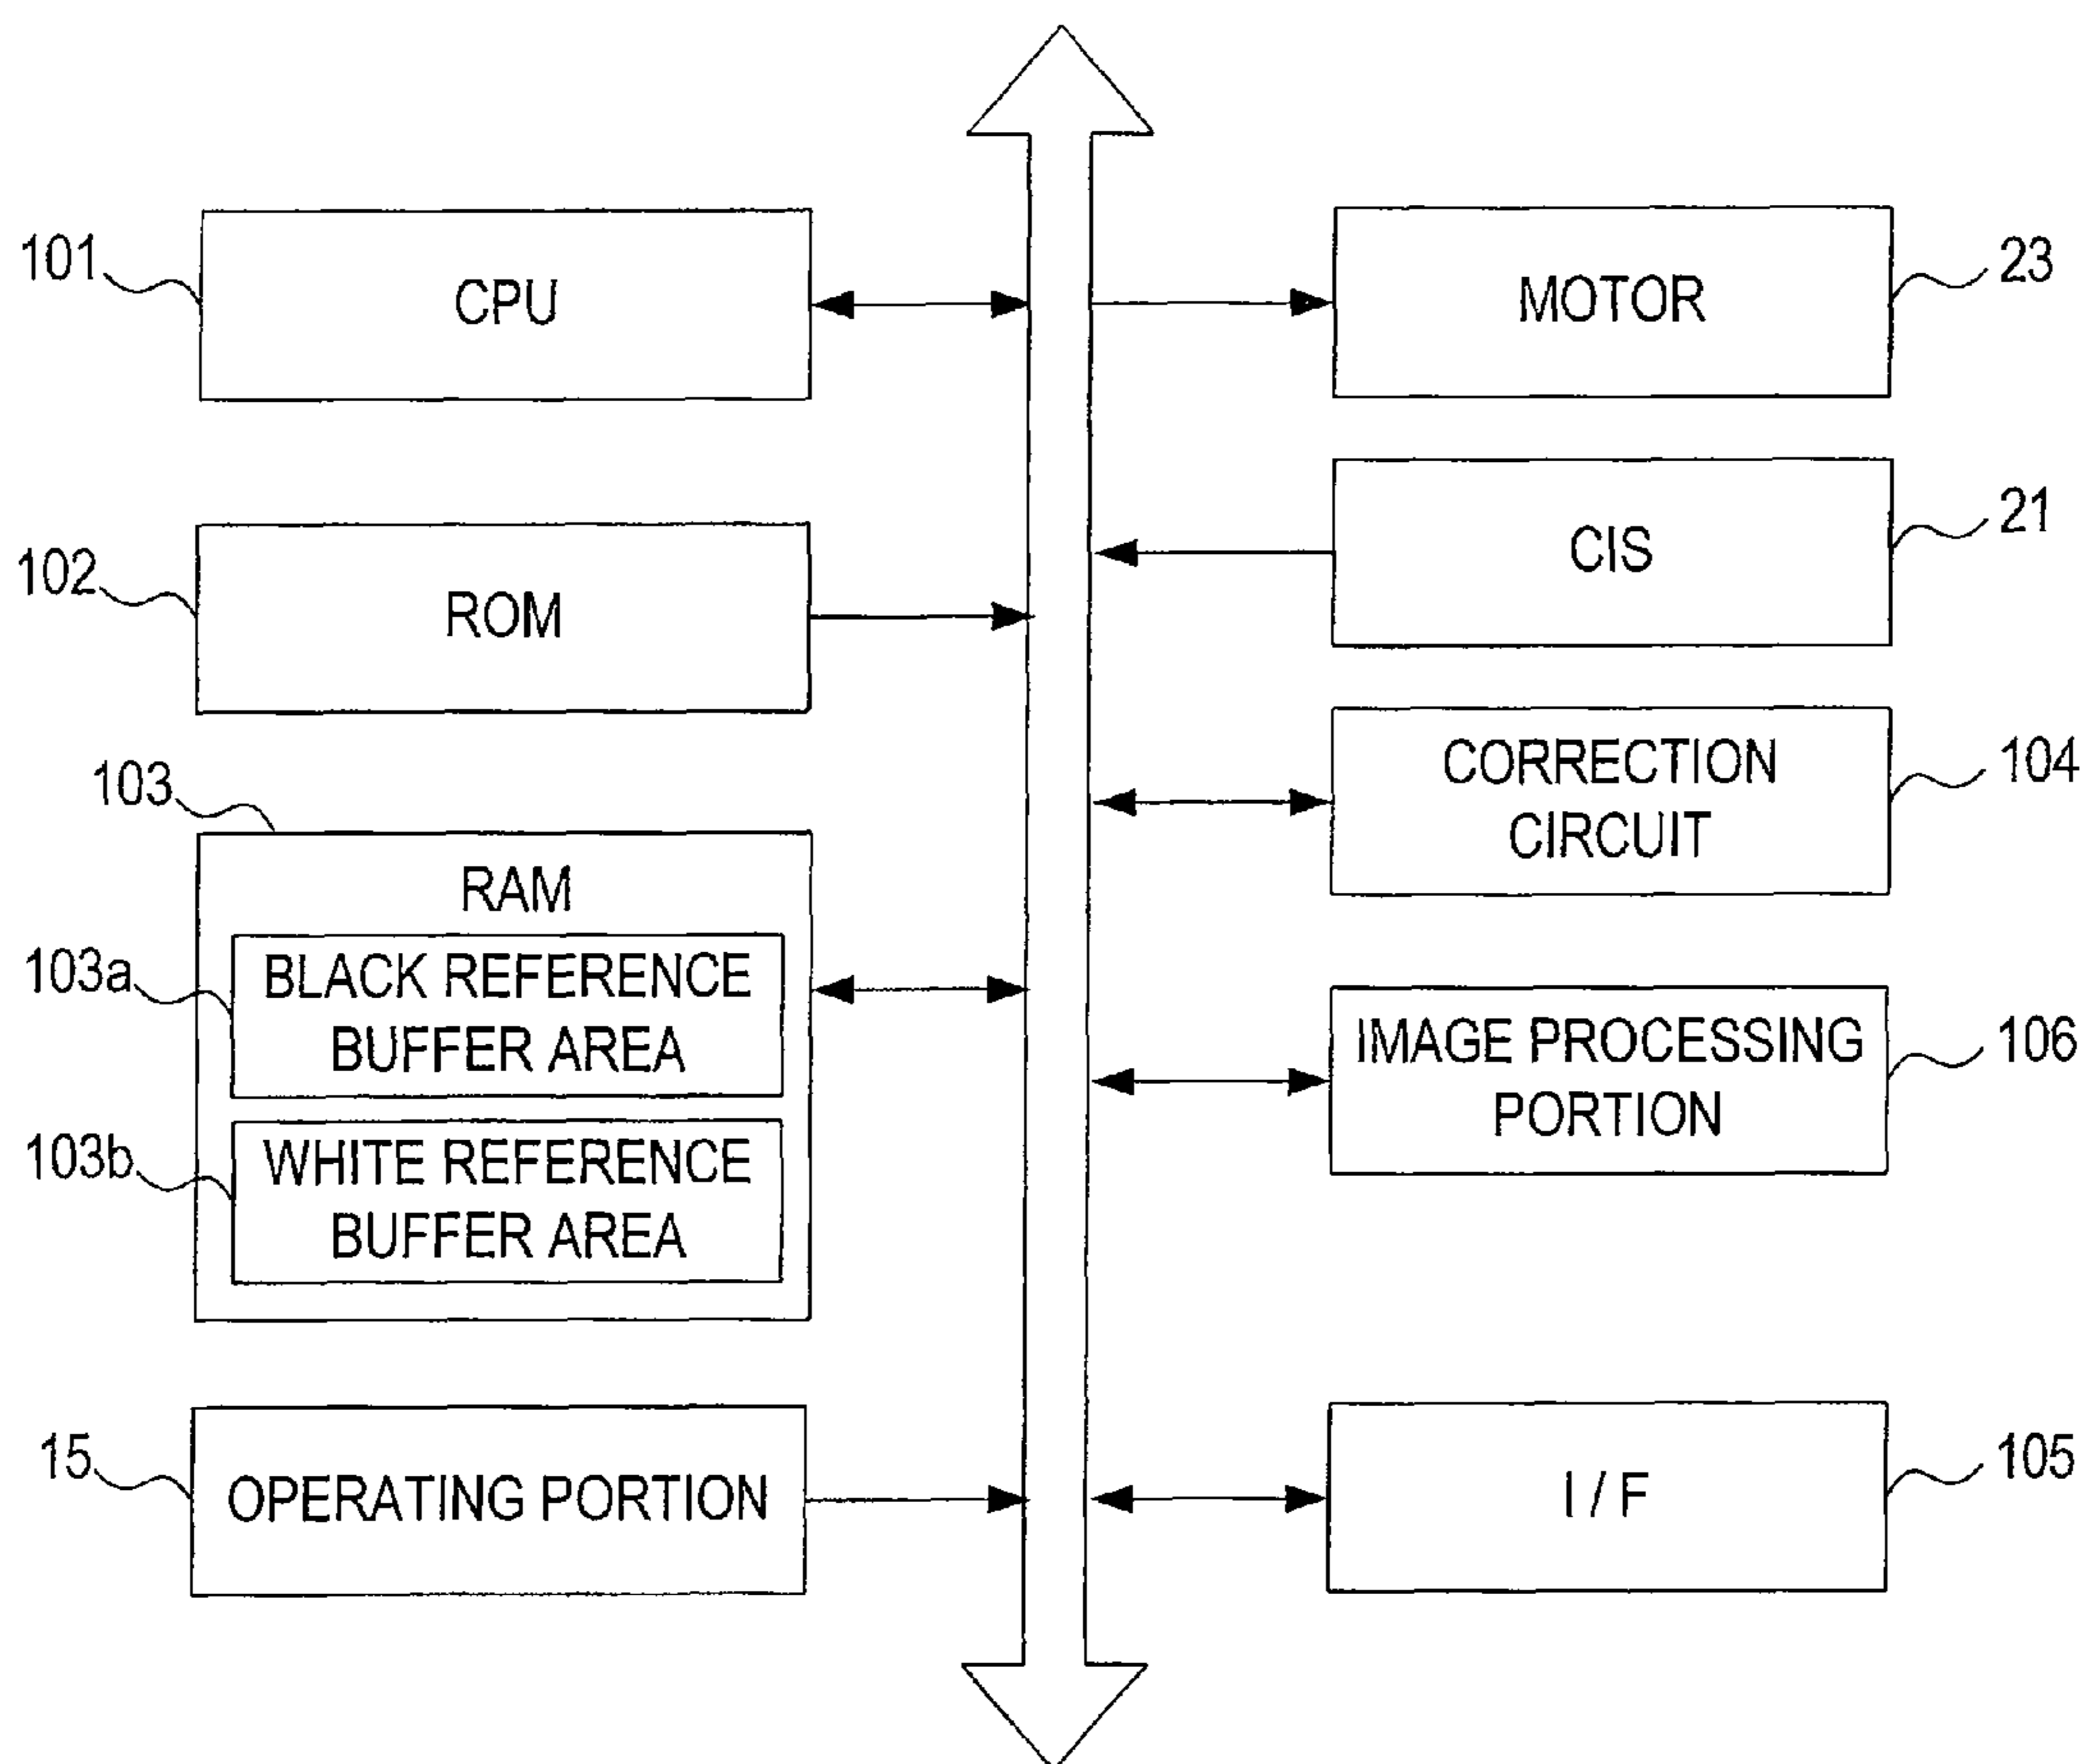 101
CPU
102
ROM
103
RAM
103a
BLACK REFERENCE
BUFFER AREA
103b
WHITE REFERENCE
BUFFER AREA
15
OPERATING PORTION
MOTOR
23
CIS
21
CORRECTION
CIRCUIT
104
IMAGE PROCESSING
PORTION
106
I / F
105